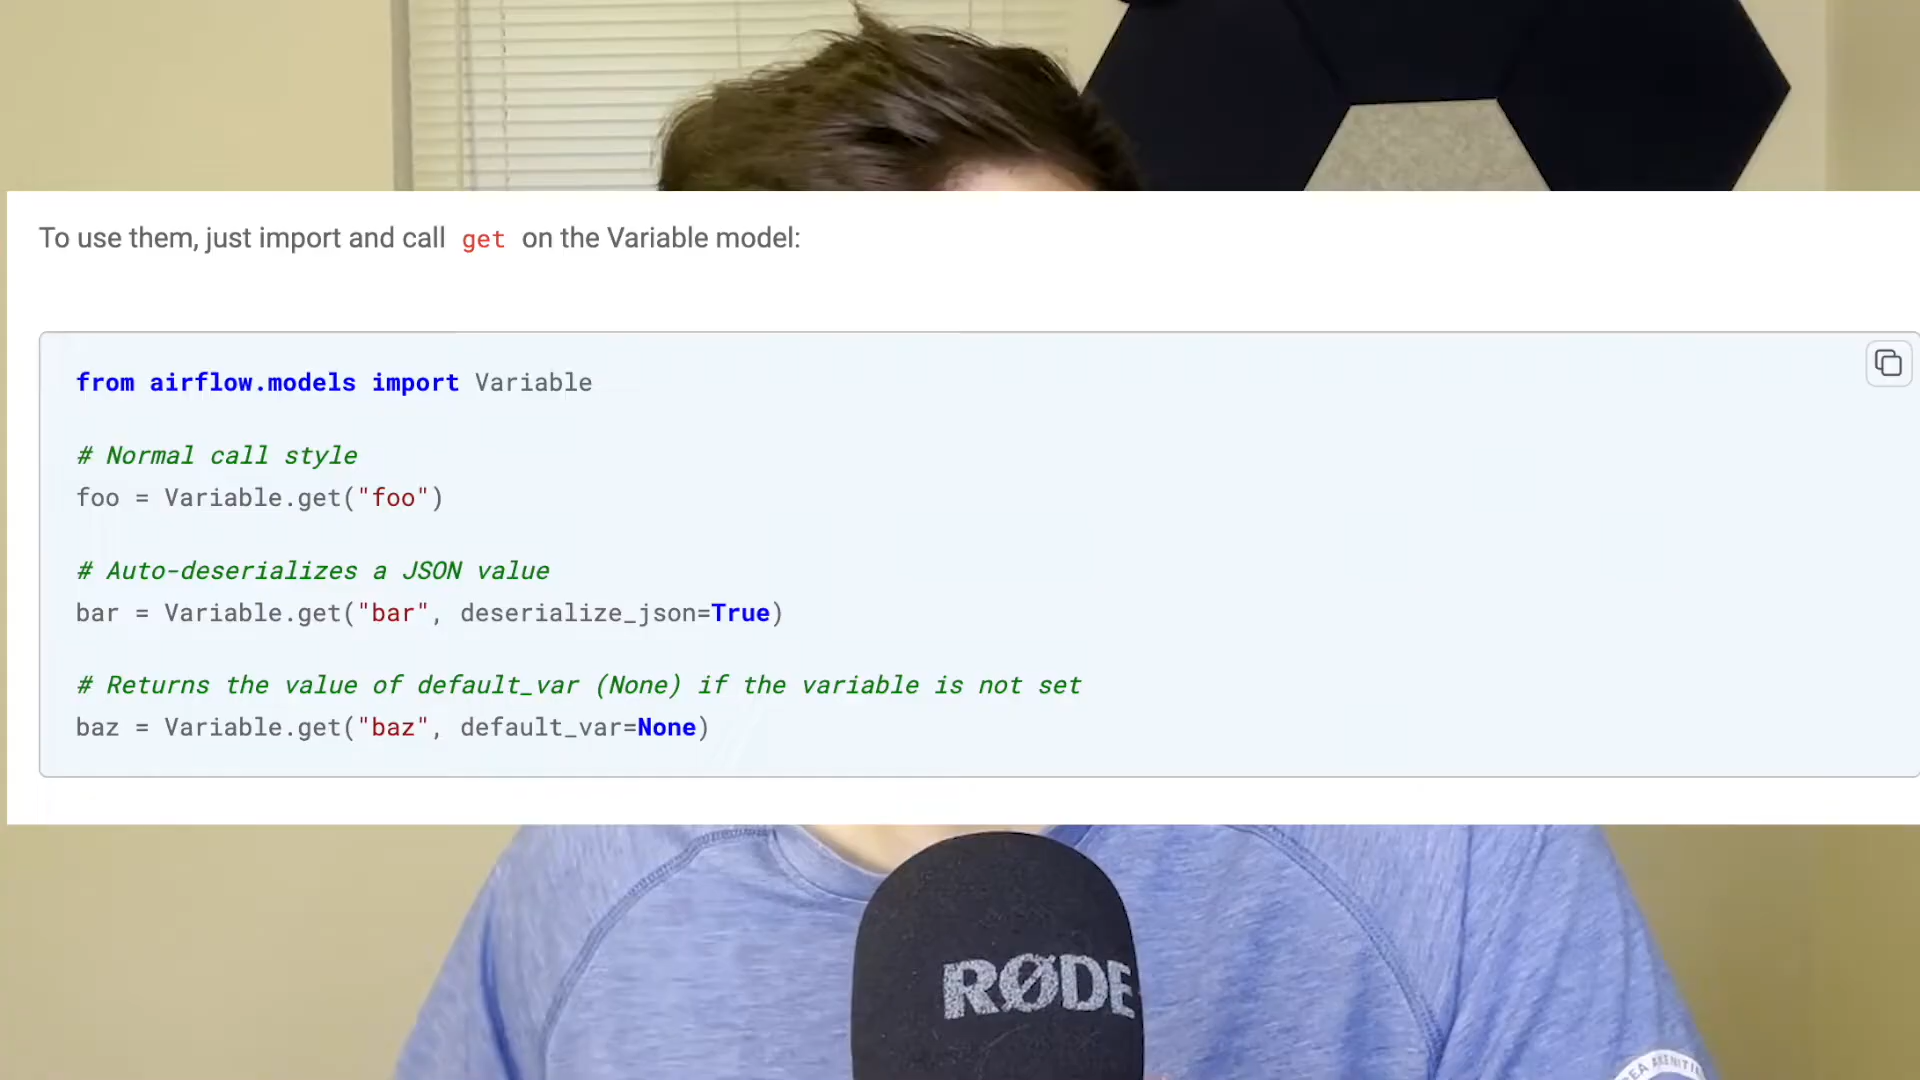 To use them, just import and call get on the Variable model:
from airflow.models import Variable
# Normal call style
foo = Variable.get("foo")
# Auto-deserializes a JSON value
bar = Variable.get("bar", deserialize_json=True)
# Returns the value of default_var (None) if the variable is not set
baz = Variable.get("baz", default_var=None)
RØDE